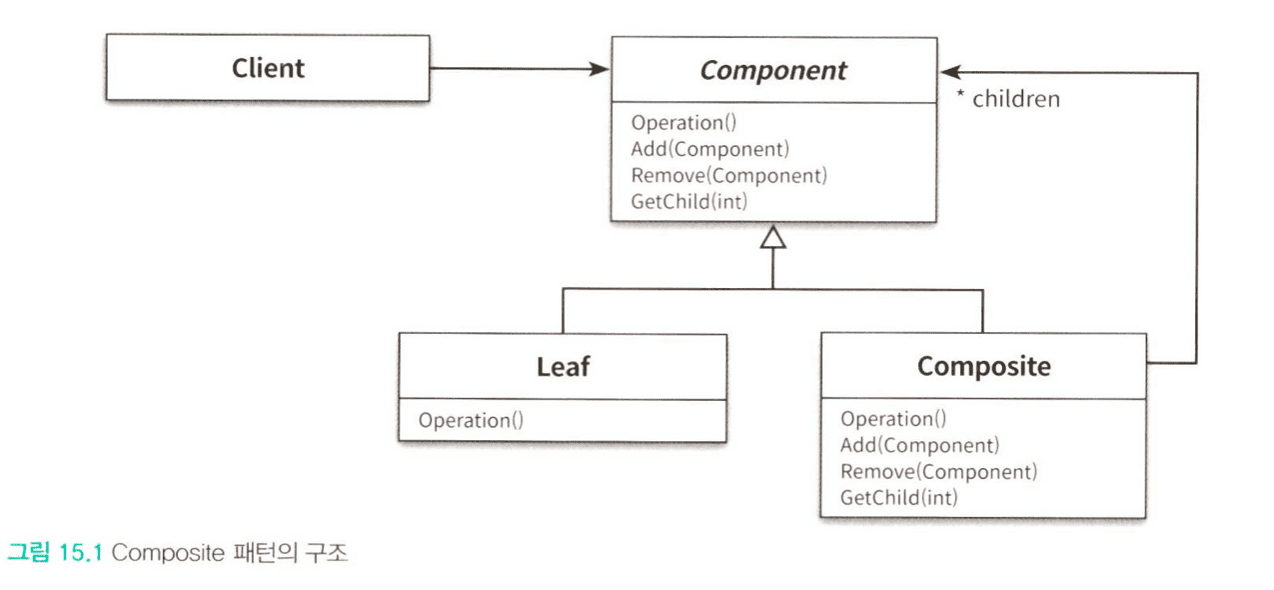 Client
Component
* children
Operation()
Add(Component)
Remove(Component)
GetChild(int)
Leaf
Composite
Operation()
Operation()
Add(Component)
Remove(Component)
GetChild(int)
그림 15.1 Composite 패턴의 구조